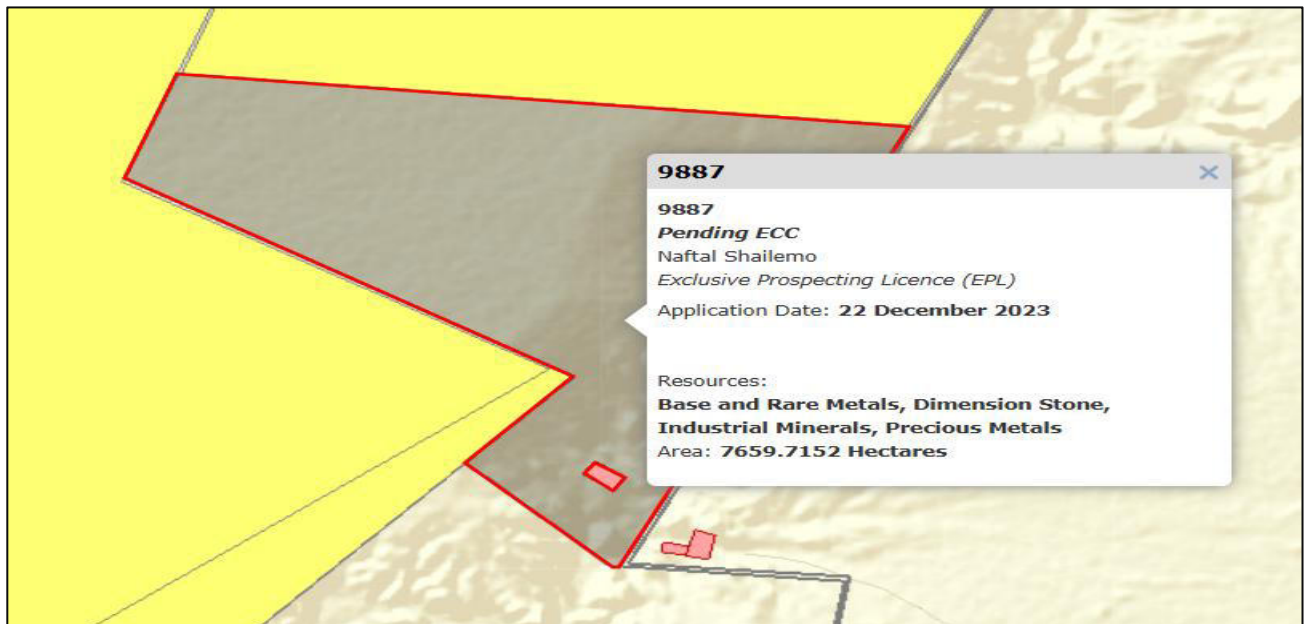 9887
9887
Pending ECC
Naftal Shailemo
Exclusive Prospecting Licence (EPL)
Application Date: 22 December 2023
Resources:
Base and Rare Metals, Dimension Stone,
Industrial Minerals, Precious Metals
Area: 7659.7152 Hectares